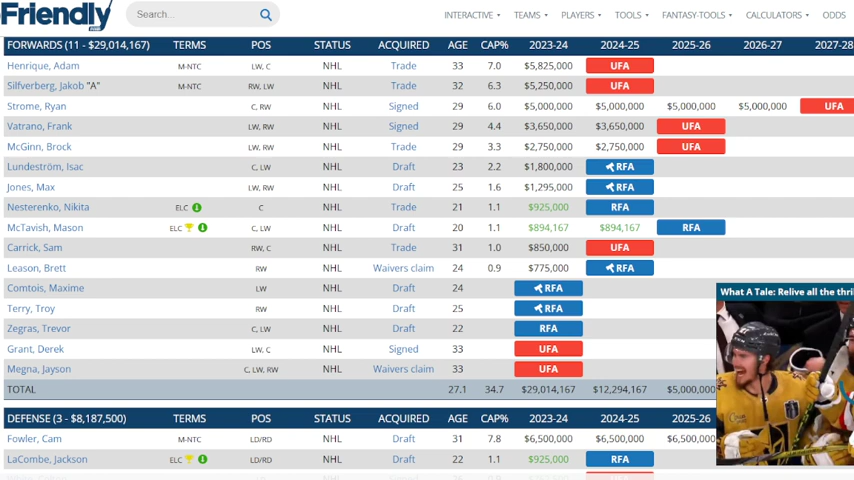 Friendly
Search...
INTERACTIVE TEAMS PLAYERS TOOLS FANTASY-TOOLS CALCULATORS ODDS
FORWARDS (11 - $29,014,167) TERMS POS STATUS ACQUIRED AGE CAP% 2023-24 2024-25 2025-26 2026-27 2027-28
Henrique, Adam M-NTC LW, C NHL Trade 33 7.0 $5,825,000 UFA
Silfverberg, Jakob "A" M-NTC RW, LW NHL Trade 32 6.3 $5,250,000 UFA
Strome, Ryan C, RW NHL Signed 29 6.0 $5,000,000 $5,000,000 $5,000,000 $5,000,000 UFA
Vatrano, Frank LW, RW NHL Signed 29 4.4 $3,650,000 $3,650,000 UFA
McGinn, Brock LW, RW NHL Trade 29 3.3 $2,750,000 $2,750,000 UFA
Lundeström, Isac C, LW NHL Draft 23 2.2 $1,800,000 RFA
Jones, Max LW, RW NHL Draft 25 1.6 $1,295,000 RFA
Nesterenko, Nikita ELC C NHL Trade 21 1.1 $925,000 RFA
McTavish, Mason ELC C, LW NHL Draft 20 1.1 $894,167 $894,167 RFA
Carrick, Sam RW, C NHL Trade 31 1.0 $850,000 UFA
Leason, Brett RW NHL Waivers claim 24 0.9 $775,000 RFA
Comtois, Maxime LW NHL Draft 24 RFA
Terry, Troy RW NHL Draft 25 RFA
Zegras, Trevor C, LW NHL Draft 22 RFA
Grant, Derek LW, C NHL Signed 33 UFA
Megna, Jayson C, LW, RW NHL Waivers claim 33 UFA
TOTAL 27.1 34.7 $29,014,167 $12,294,167 $5,000,000
What A Tale: Relive all the thri
DEFENSE (3 - $8,187,500) TERMS POS STATUS ACQUIRED AGE CAP% 2023-24 2024-25 2025-26
Fowler, Cam M-NTC LD/RD NHL Draft 31 7.8 $6,500,000 $6,500,000 $6,500,000
LaCombe, Jackson ELC LD/RD NHL Draft 22 1.1 $925,000 RFA